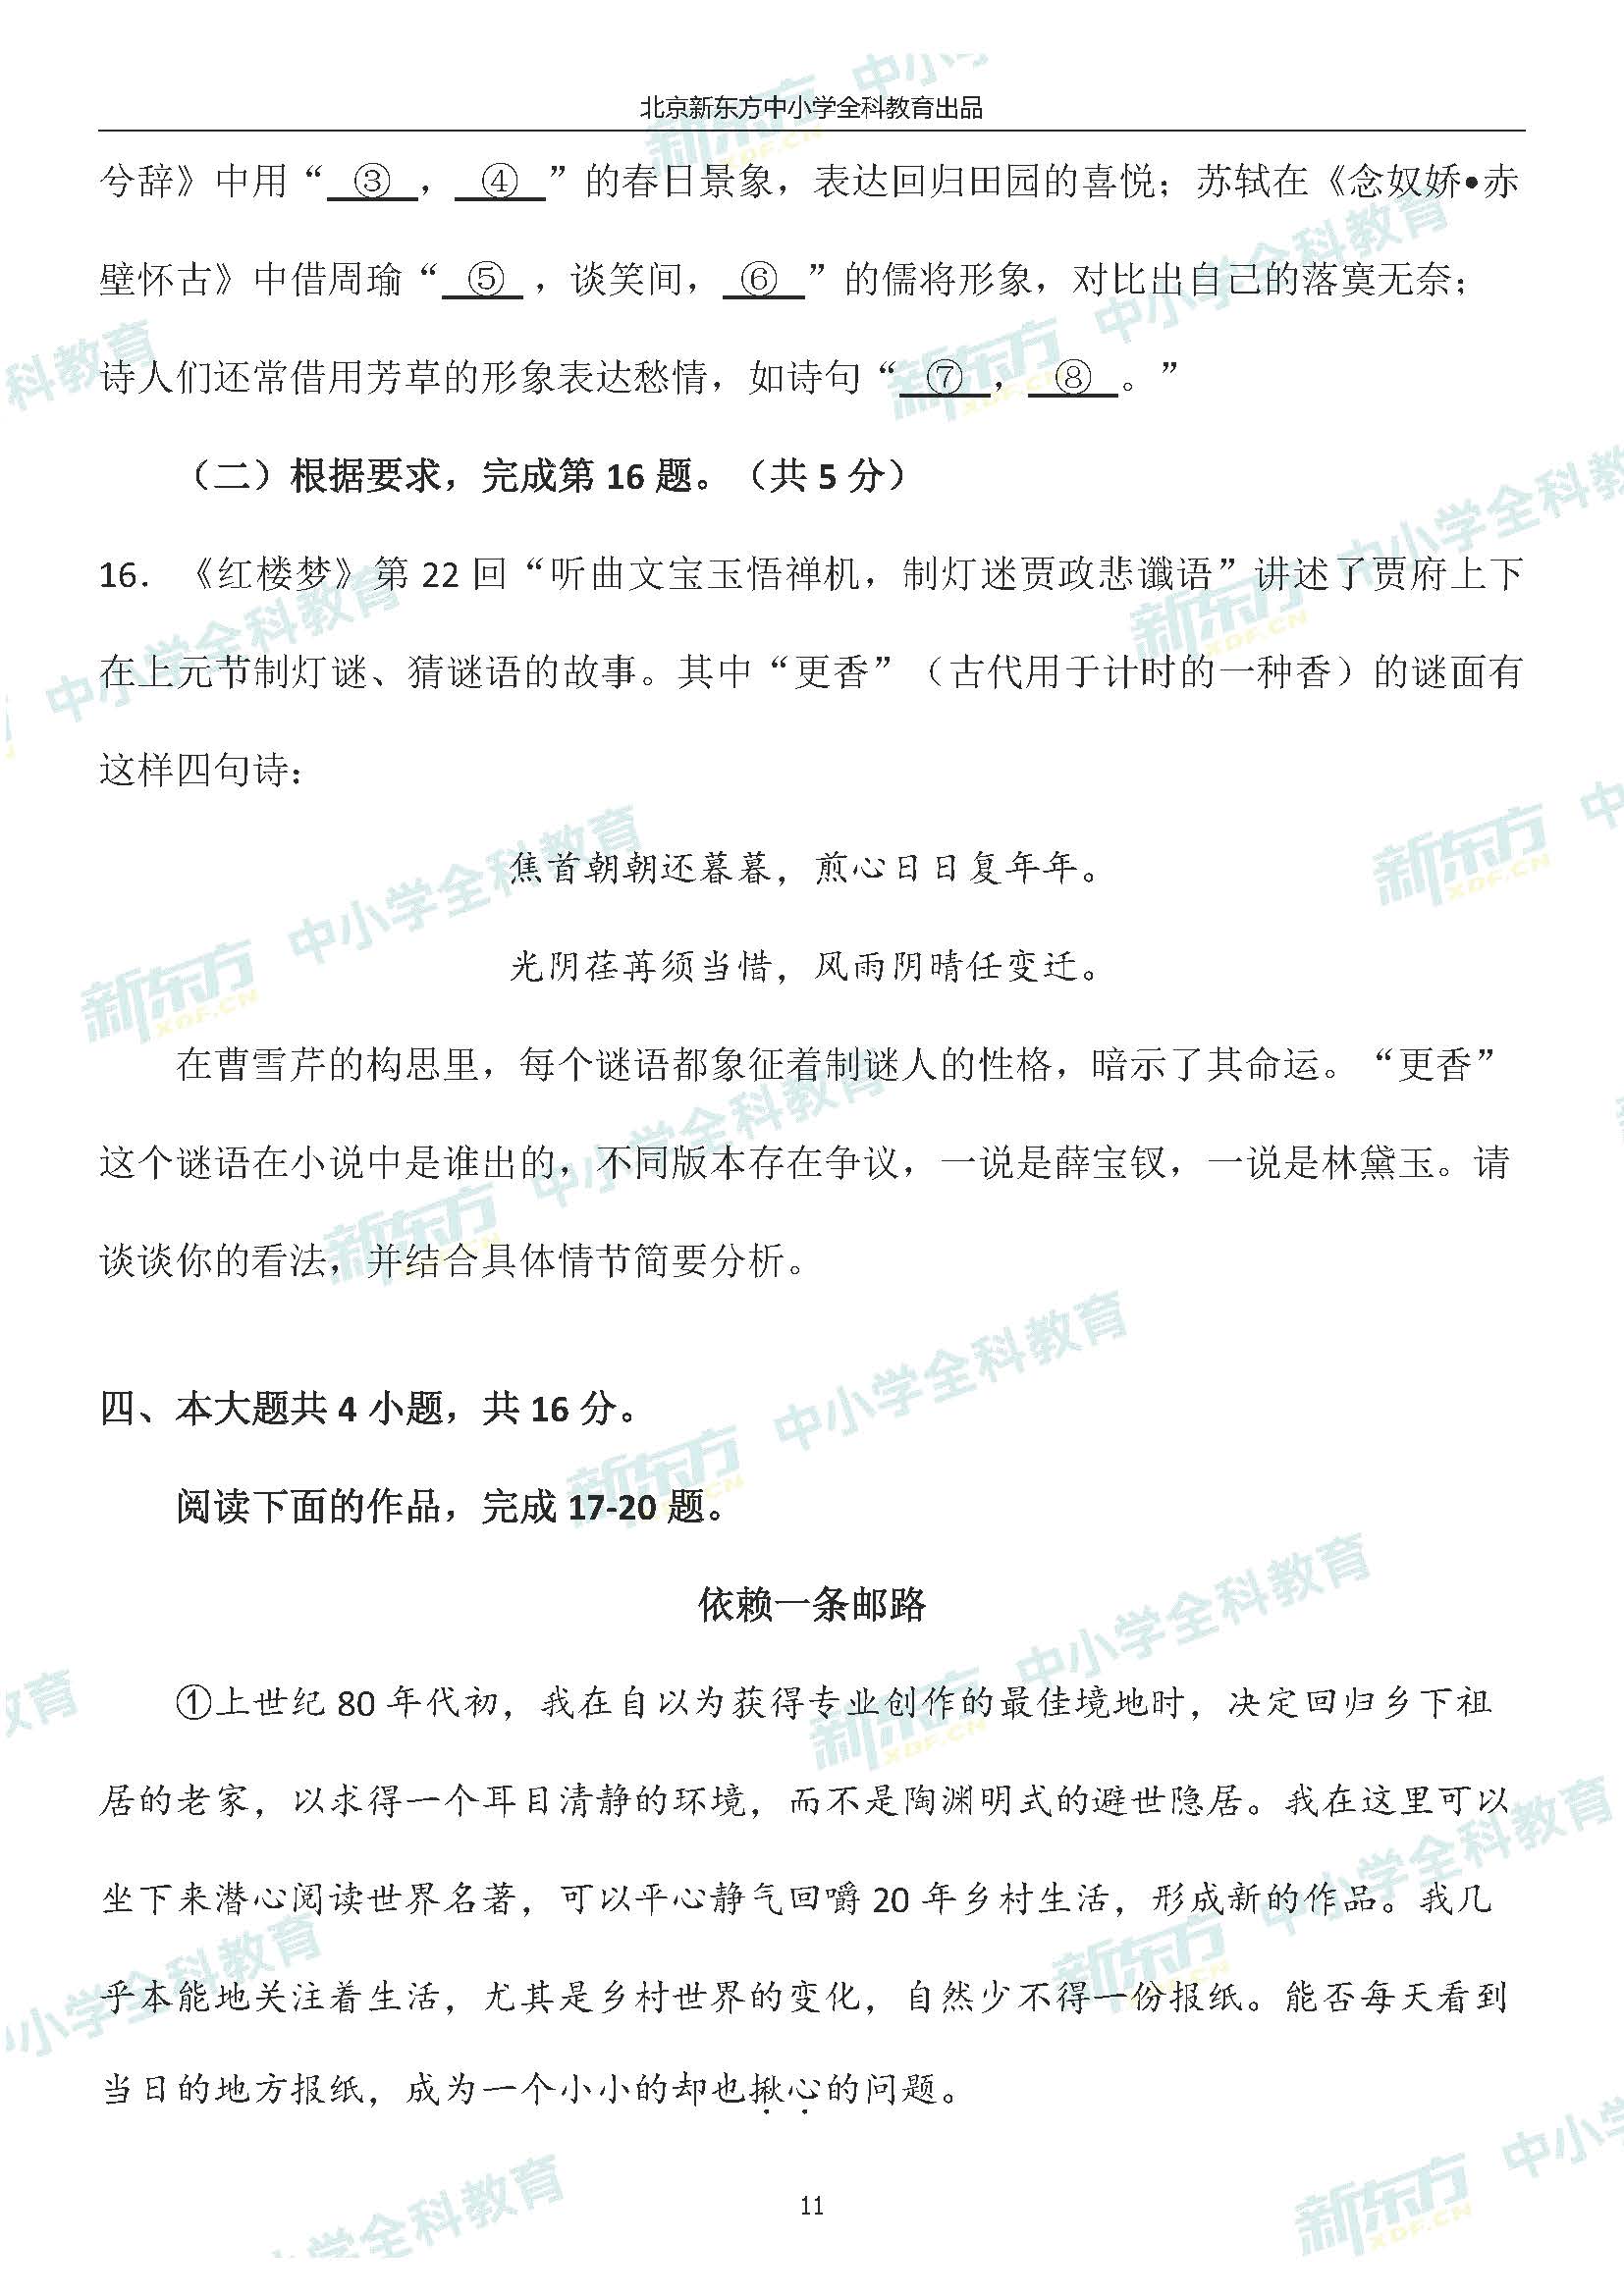 北京新东方中小学全科教育出品
兮辞》中用“ ③ ， ④ ”的春日景象，表达回归田园的喜悦；苏轼在《念奴娇•赤
壁怀古》中借周瑜“ ⑤ ，谈笑间， ⑥ ”的儒将形象，对比出自己的落寞无奈；
诗人们还常借用芳草的形象表达愁情，如诗句“ ⑦ ， ⑧ 。”
（二）根据要求，完成第 16 题。（共 5 分）
16．《红楼梦》第 22 回“听曲文宝玉悟禅机，制灯迷贾政悲谶语”讲述了贾府上下
在上元节制灯谜、猜谜语的故事。其中“更香”（古代用于计时的一种香）的谜面有
这样四句诗：
焦首朝朝还暮暮，煎心日日复年年。
光阴荏苒须当惜，风雨阴晴任变迁。
在曹雪芹的构思里，每个谜语都象征着制谜人的性格，暗示了其命运。“更香”
这个谜语在小说中是谁出的，不同版本存在争议，一说是薛宝钗，一说是林黛玉。请
谈谈你的看法，并结合具体情节简要分析。
四、本大题共 4 小题，共 16 分。
阅读下面的作品，完成 17-20 题。
依赖一条邮路
①上世纪 80 年代初，我在自以为获得专业创作的最佳境地时，决定回归乡下祖
居的老家，以求得一个耳目清静的环境，而不是陶渊明式的避世隐居。我在这里可以
坐下来潜心阅读世界名著，可以平心静气回嚼 20 年乡村生活，形成新的作品。我几
乎本能地关注着生活，尤其是乡村世界的变化，自然少不得一份报纸。能否每天看到
当日的地方报纸，成为一个小小的却也揪心的问题。
11